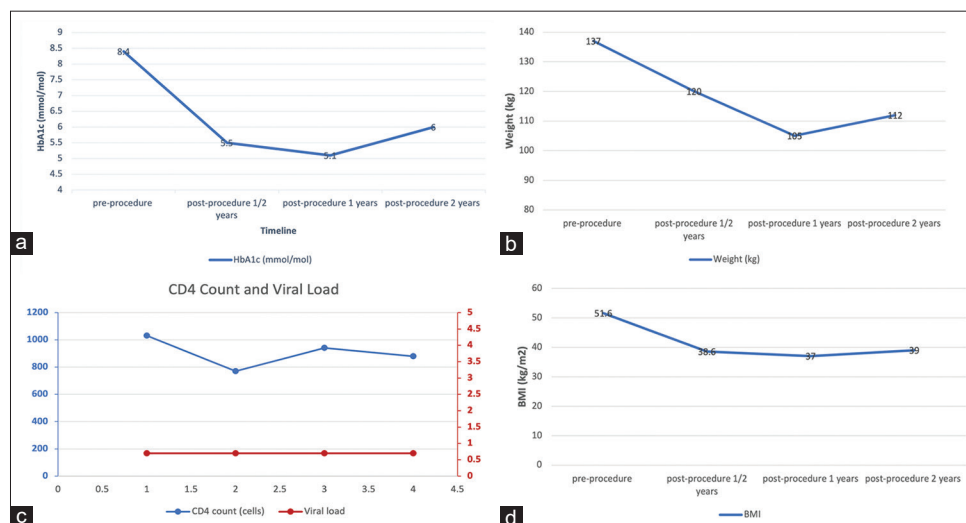 9
8.5
8
7.5
7
6.5
6
5.5
5
4.5
4
HbA1c (mmol/mol)
8.4
5.5
5.1
6
pre-procedure
post-procedure 1/2 years
post-procedure 1 years
post-procedure 2 years
Timeline
HbA1c (mmol/mol)
a
140
130
120
110
100
90
80
Weight (kg)
137
120
105
112
pre-procedure
post-procedure 1/2
years
post-procedure 1 years
post-procedure 2 years
Weight (kg)
b
CD4 Count and Viral Load
1200
1000
800
600
400
200
0
5
4.5
4
3.5
3
2.5
2
1.5
1
0.5
0
0 0.5 1 1.5 2 2.5 3 3.5 4 4.5
CD4 count (cells)
Viral load
c
60
50
40
30
20
10
0
BMI (kg/m2)
51.6
38.6
37
39
pre-procedure
post-procedure 1/2
years
post-procedure 1 years
post-procedure 2 years
BMI
d